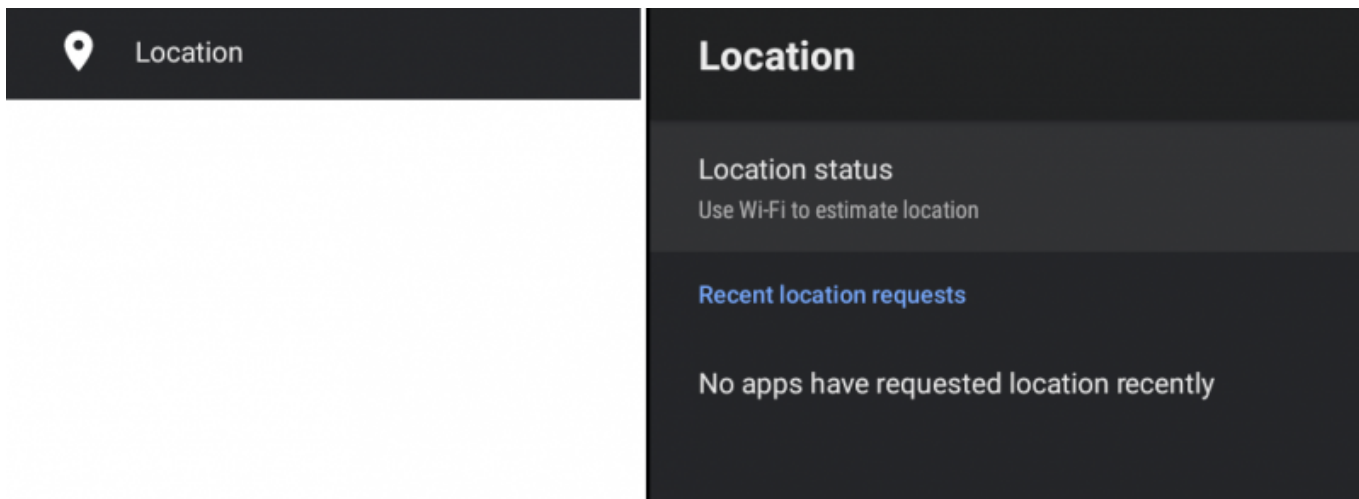 Location
Location
Location status
Use Wi-Fi to estimate location
Recent location requests
No apps have requested location recently